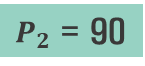 P₂ = 90